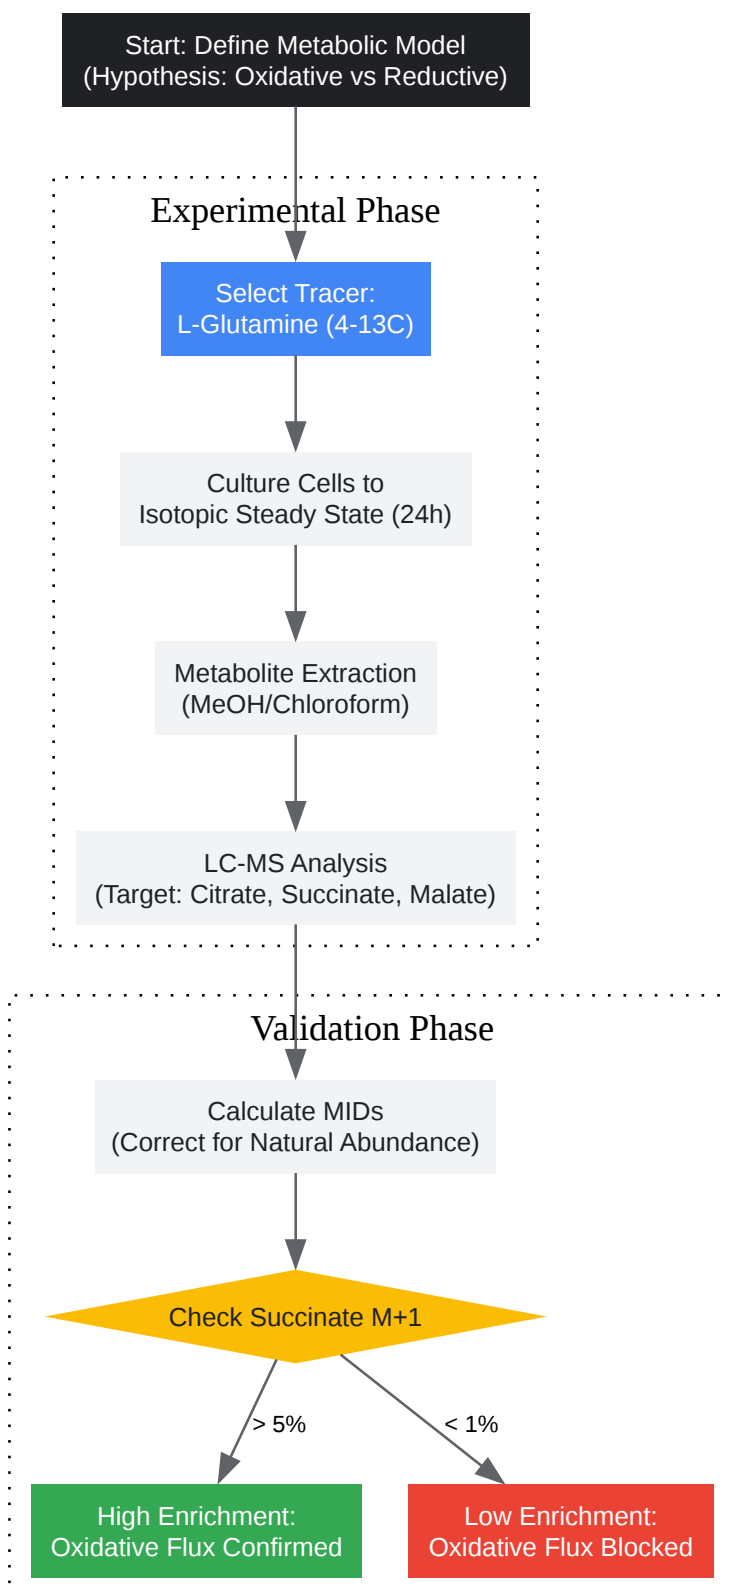 Start: Define Metabolic Model
(Hypothesis: Oxidative vs Reductive)
Experimental Phase
Select Tracer:
L-Glutamine (4-13C)
Culture Cells to
Isotopic Steady State (24h)
Metabolite Extraction
(MeOH/Chloroform)
LC-MS Analysis
(Target: Citrate, Succinate, Malate)
Validation Phase
Calculate MIDs
(Correct for Natural Abundance)
Check Succinate M+1
> 5%
< 1%
High Enrichment:
Oxidative Flux Confirmed
Low Enrichment:
Oxidative Flux Blocked